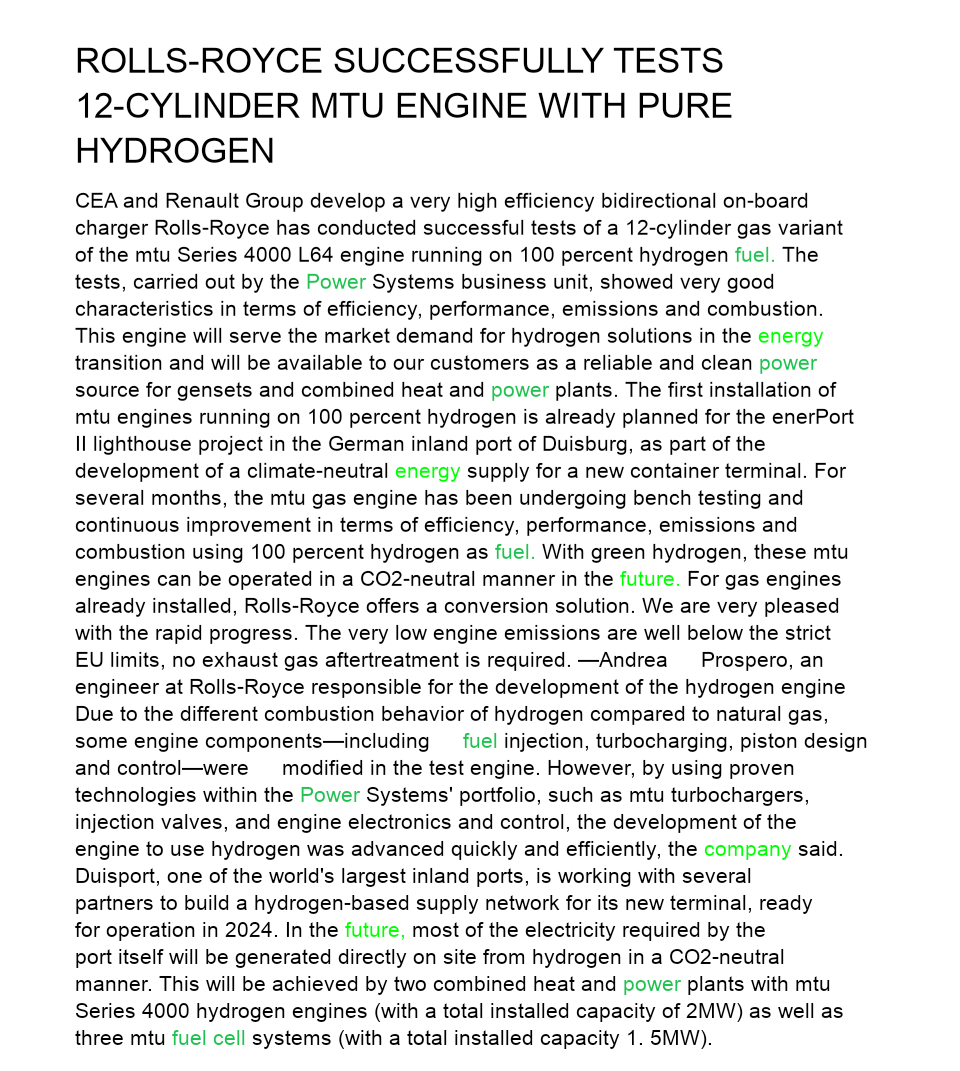 ROLLS-ROYCE SUCCESSFULLY TESTS
12-CYLINDER MTU ENGINE WITH PURE
HYDROGEN
CEA and Renault Group develop a very high efficiency bidirectional on-board
charger Rolls-Royce has conducted successful tests of a 12-cylinder gas variant
of the mtu Series 4000 L64 engine running on 100 percent hydrogen fuel. The
tests, carried out by the Power Systems business unit, showed very good
characteristics in terms of efficiency, performance, emissions and combustion.
This engine will serve the market demand for hydrogen solutions in the energy
transition and will be available to our customers as a reliable and clean power
source for gensets and combined heat and power plants. The first installation of
mtu engines running on 100 percent hydrogen is already planned for the enerPort
II lighthouse project in the German inland port of Duisburg, as part of the
development of a climate-neutral energy supply for a new container terminal. For
several months, the mtu gas engine has been undergoing bench testing and
continuous improvement in terms of efficiency, performance, emissions and
combustion using 100 percent hydrogen as fuel. With green hydrogen, these mtu
engines can be operated in a CO2-neutral manner in the future. For gas engines
already installed, Rolls-Royce offers a conversion solution. We are very pleased
with the rapid progress. The very low engine emissions are well below the strict
EU limits, no exhaust gas aftertreatment is required. —Andrea Prospero, an
engineer at Rolls-Royce responsible for the development of the hydrogen engine
Due to the different combustion behavior of hydrogen compared to natural gas,
some engine components—including fuel injection, turbocharging, piston design
and control—were modified in the test engine. However, by using proven
technologies within the Power Systems' portfolio, such as mtu turbochargers,
injection valves, and engine electronics and control, the development of the
engine to use hydrogen was advanced quickly and efficiently, the company said.
Duisport, one of the world's largest inland ports, is working with several
partners to build a hydrogen-based supply network for its new terminal, ready
for operation in 2024. In the future, most of the electricity required by the
port itself will be generated directly on site from hydrogen in a CO2-neutral
manner. This will be achieved by two combined heat and power plants with mtu
Series 4000 hydrogen engines (with a total installed capacity of 2MW) as well as
three mtu fuel cell systems (with a total installed capacity 1. 5MW).